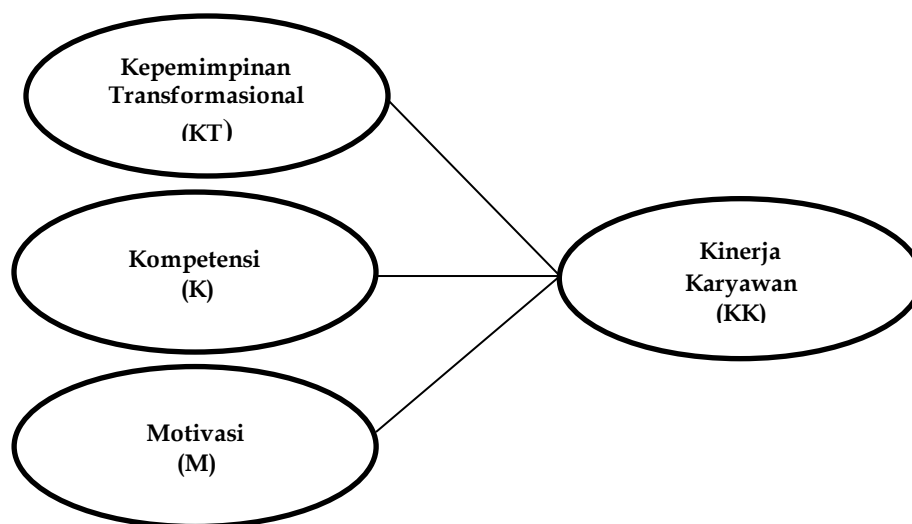 Kepemimpinan
Transformasional
(KT)
Kompetensi
(K)
Motivasi
(M)
Kinerja
Karyawan
(KK)